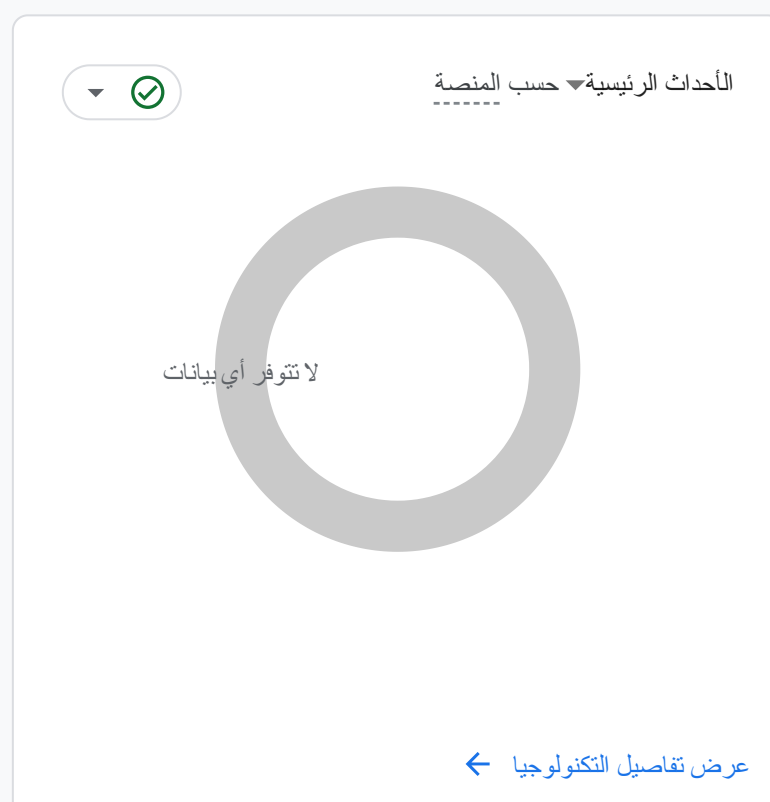 الأحداث الرئيسية حسب المنصة
لا تتوفر أي بيانات
عرض تفاصيل التكنولوجيا